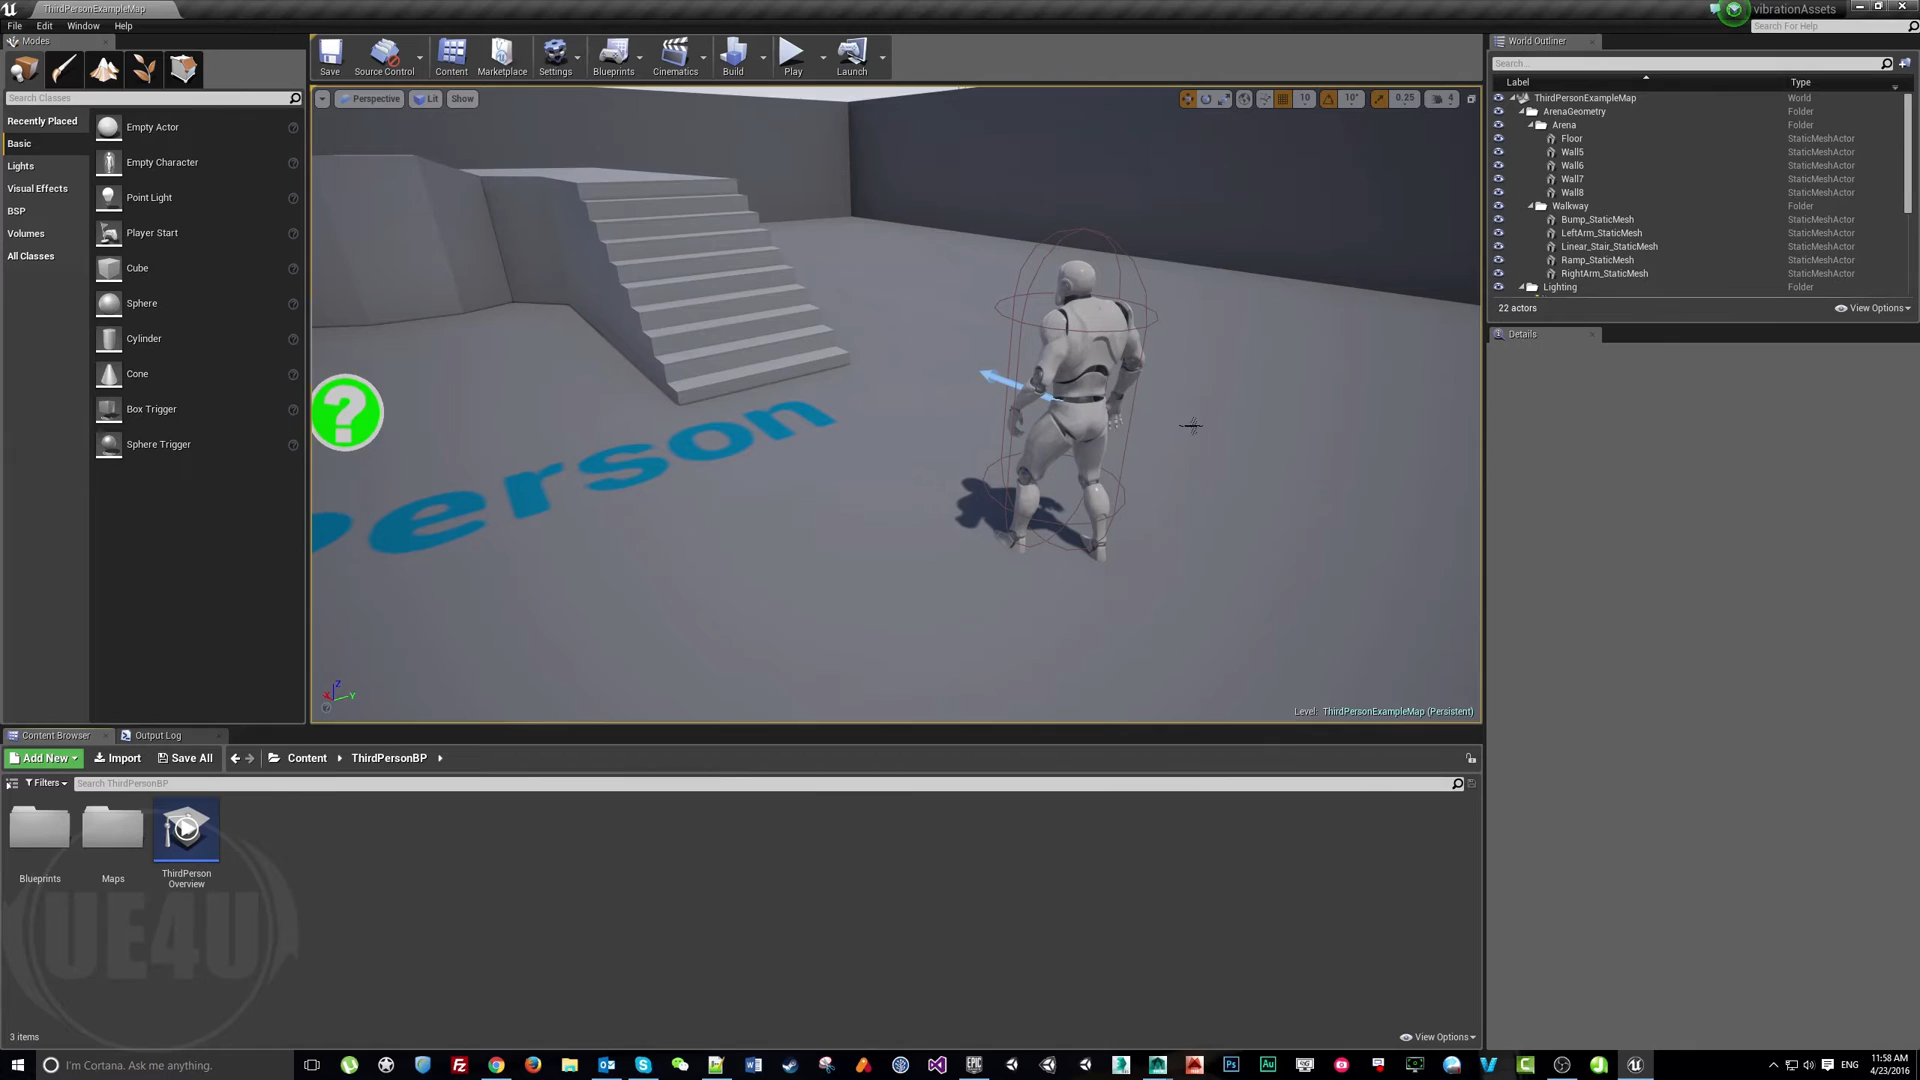 ThirdPersonExampleMap
vibrationAssets
File Edit Window Help
Search For Help
Modes
Save
Source Control
Content
Marketplace
Settings
Blueprints
Cinematics
Build
Play
Launch
Search Classes
Recently Placed
Basic
Lights
Visual Effects
BSP
Volumes
All Classes
Empty Actor
Empty Character
Point Light
Player Start
Cube
Sphere
Cylinder
Cone
Box Trigger
Sphere Trigger
Perspective
Lit
Show
10
10°
0.25
4
?
Person
Z
X
Y
Level: ThirdPersonExampleMap (Persistent)
World Outliner
Search...
Label Type
ThirdPersonExampleMap World
ArenaGeometry Folder
Arena Folder
Floor StaticMeshActor
Wall5 StaticMeshActor
Wall6 StaticMeshActor
Wall7 StaticMeshActor
Wall8 StaticMeshActor
Walkway Folder
Bump_StaticMesh StaticMeshActor
LeftArm_StaticMesh StaticMeshActor
Linear_Stair_StaticMesh StaticMeshActor
Ramp_StaticMesh StaticMeshActor
RightArm_StaticMesh StaticMeshActor
Lighting Folder
22 actors
View Options
Details
Content Browser
Output Log
Add New
Import
Save All
Content
ThirdPersonBP
Filters
Search ThirdPersonBP
Blueprints
Maps
ThirdPerson
Overview
UE4U
3 items
View Options
I'm Cortana. Ask me anything.
ENG
11:58 AM
4/23/2016